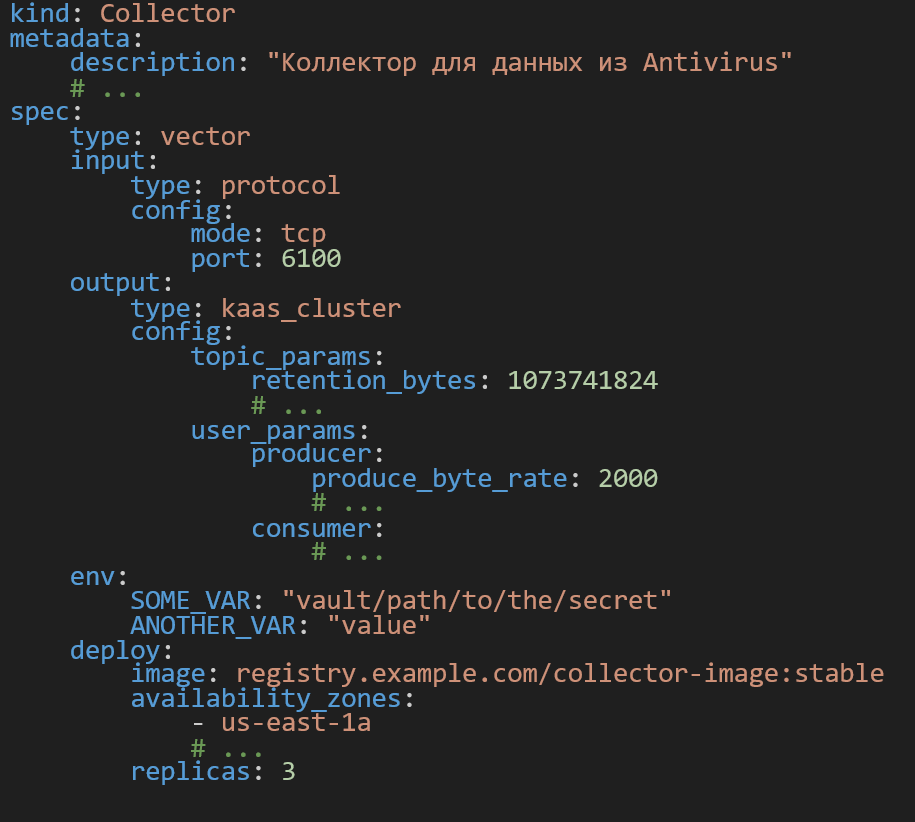 kind: Collector
metadata:
    description: "Коллектор для данных из Antivirus"
    # ...
spec:
    type: vector
    input:
        type: protocol
        config:
            mode: tcp
            port: 6100
    output:
        type: kaas_cluster
        config:
            topic_params:
                retention_bytes: 1073741824
                # ...
            user_params:
                producer:
                    produce_byte_rate: 2000
                    # ...
                consumer:
                    # ...
    env:
        SOME_VAR: "vault/path/to/the/secret"
        ANOTHER_VAR: "value"
    deploy:
        image: registry.example.com/collector-image:stable
        availability_zones:
            - us-east-1a
            # ...
        replicas: 3